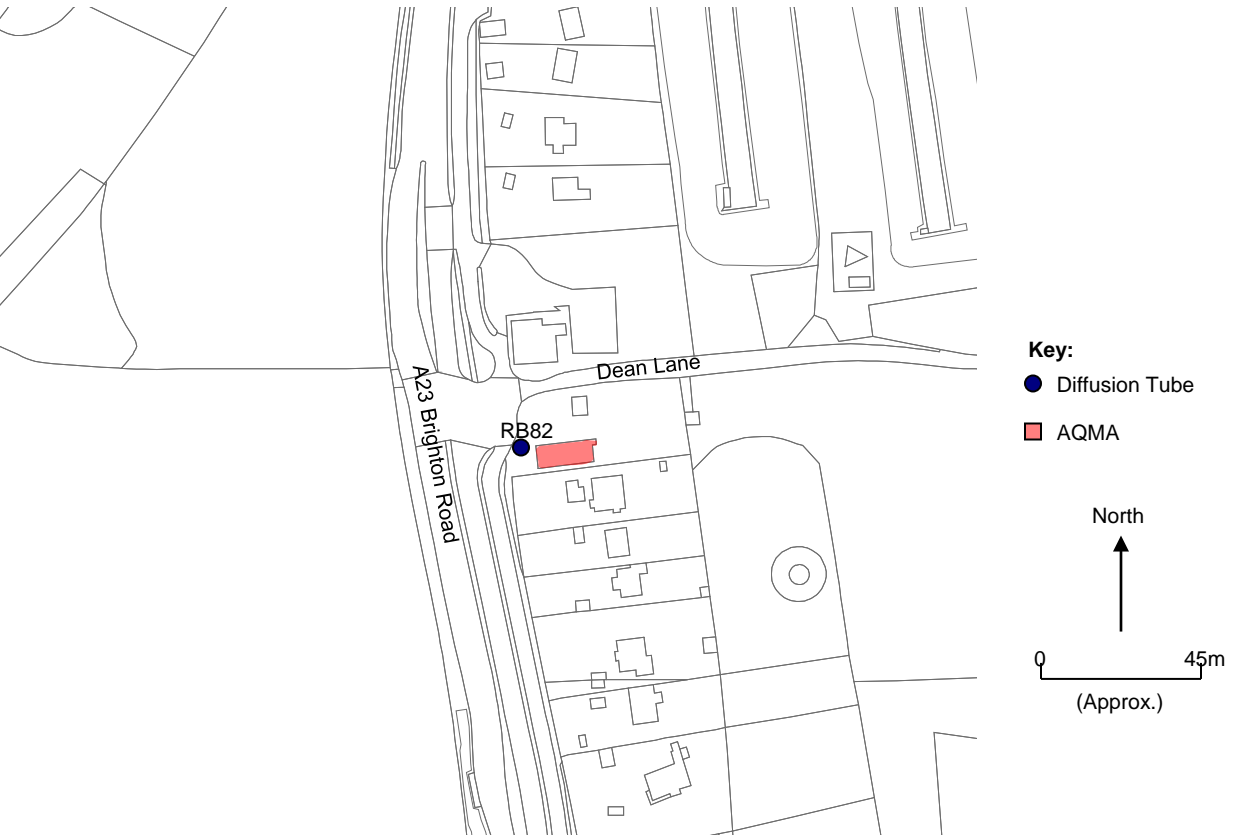 Dean Lane
A23 Brighton Road
RB82
Key:
Diffusion Tube
AQMA
North
0 45m
(Approx.)